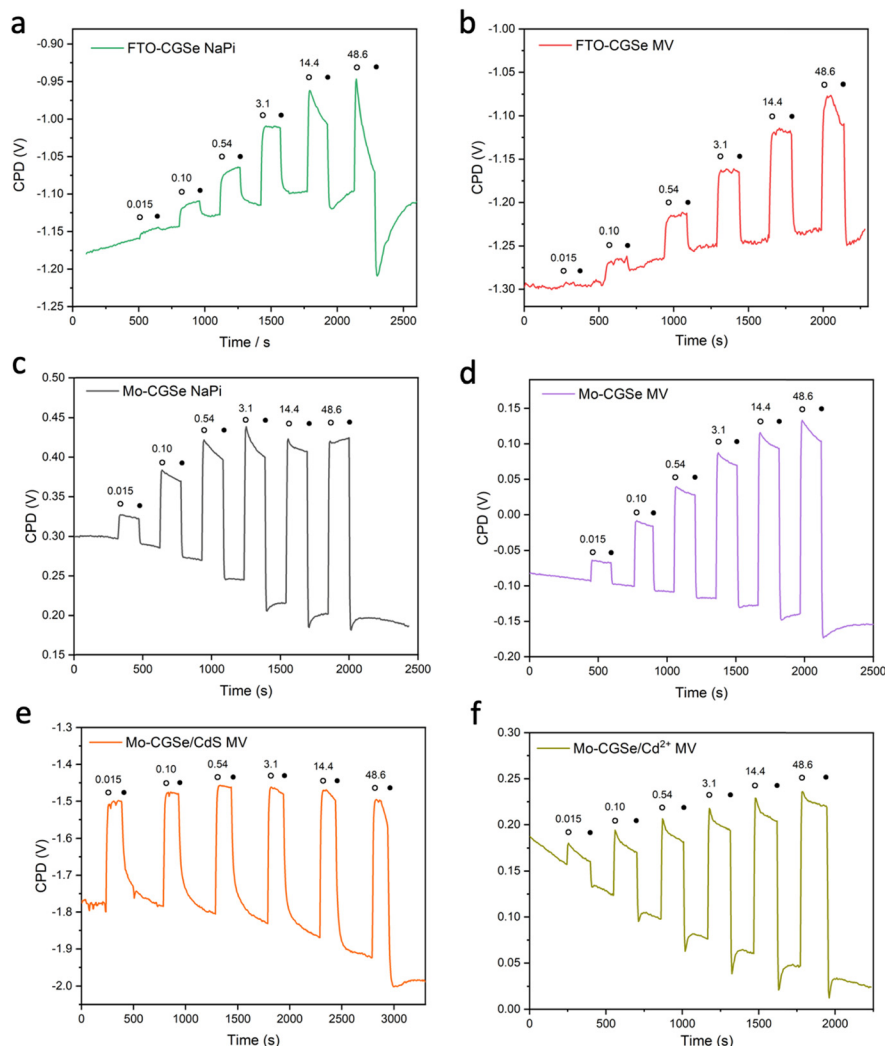 a
b
FTO-CGSe NaPi
FTO-CGSe MV
CPD (V)
-0.90
-0.95
-1.00
-1.05
-1.10
-1.15
-1.20
-1.25
0.015
0.10
0.54
3.1
14.4
48.6
0 500 1000 1500 2000 2500
Time / s
CPD (V)
-1.00
-1.05
-1.10
-1.15
-1.20
-1.25
-1.30
0.015
0.10
0.54
3.1
14.4
48.6
0 500 1000 1500 2000
Time (s)
c
d
Mo-CGSe NaPi
Mo-CGSe MV
CPD (V)
0.50
0.45
0.40
0.35
0.30
0.25
0.20
0.15
0.015
0.10
0.54
3.1
14.4
48.6
0 500 1000 1500 2000 2500
Time (s)
CPD (V)
0.15
0.10
0.05
0.00
-0.05
-0.10
-0.15
-0.20
0.015
0.10
0.54
3.1
14.4
48.6
0 500 1000 1500 2000 2500
Time (s)
e
f
Mo-CGSe/CdS MV
Mo-CGSe/Cd²⁺ MV
CPD (V)
-1.3
-1.4
-1.5
-1.6
-1.7
-1.8
-1.9
-2.0
0.015
0.10
0.54
3.1
14.4
48.6
0 500 1000 1500 2000 2500 3000
Time (s)
CPD (V)
0.30
0.25
0.20
0.15
0.10
0.05
0.00
0.015
0.10
0.54
3.1
14.4
48.6
0 500 1000 1500 2000
Time (s)